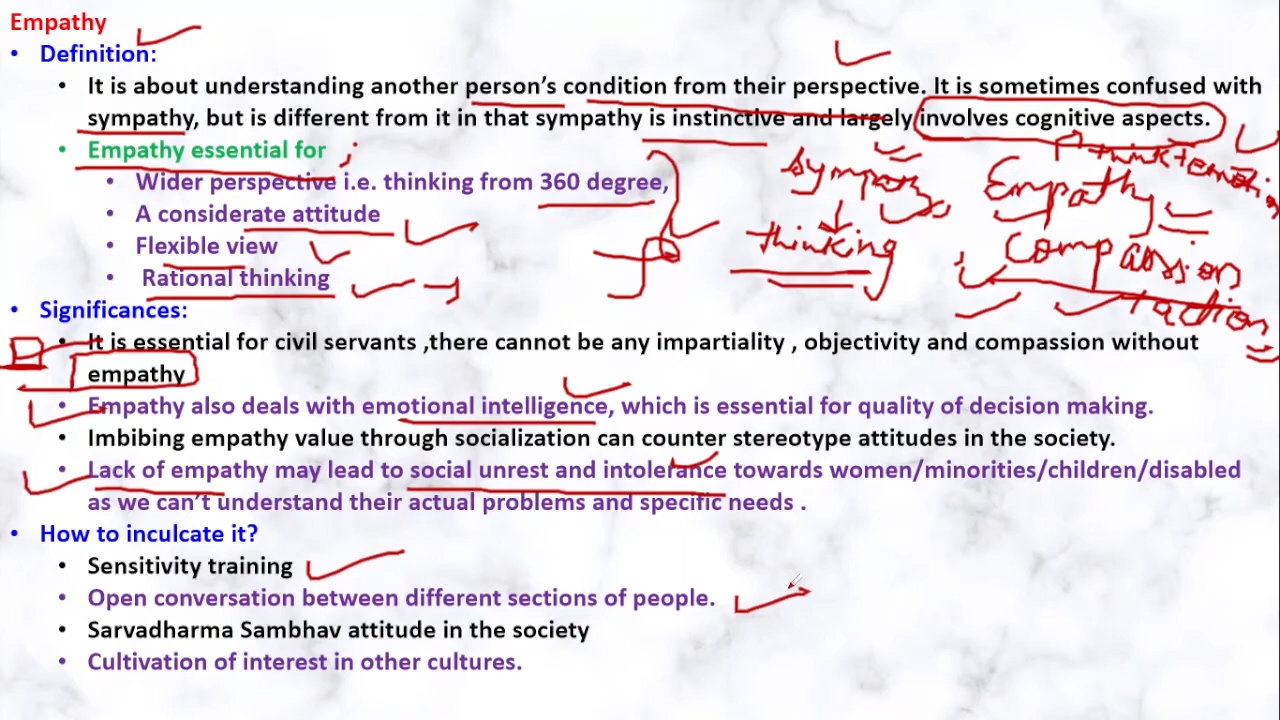 Empathy
• Definition:
• It is about understanding another person's condition from their perspective. It is sometimes confused with
sympathy, but is different from it in that sympathy is instinctive and largely involves cognitive aspects.
• Empathy essential for
• Wider perspective i.e. thinking from 360 degree,
• A considerate attitude
• Flexible view
• Rational thinking
sympathy
thinking
Empathy
think + emotion
Compassion
+ action
• Significances:
• It is essential for civil servants ,there cannot be any impartiality , objectivity and compassion without
empathy
• Empathy also deals with emotional intelligence, which is essential for quality of decision making.
• Imbibing empathy value through socialization can counter stereotype attitudes in the society.
• Lack of empathy may lead to social unrest and intolerance towards women/minorities/children/disabled
as we can't understand their actual problems and specific needs .
• How to inculcate it?
• Sensitivity training
• Open conversation between different sections of people.
• Sarvadharma Sambhav attitude in the society
• Cultivation of interest in other cultures.